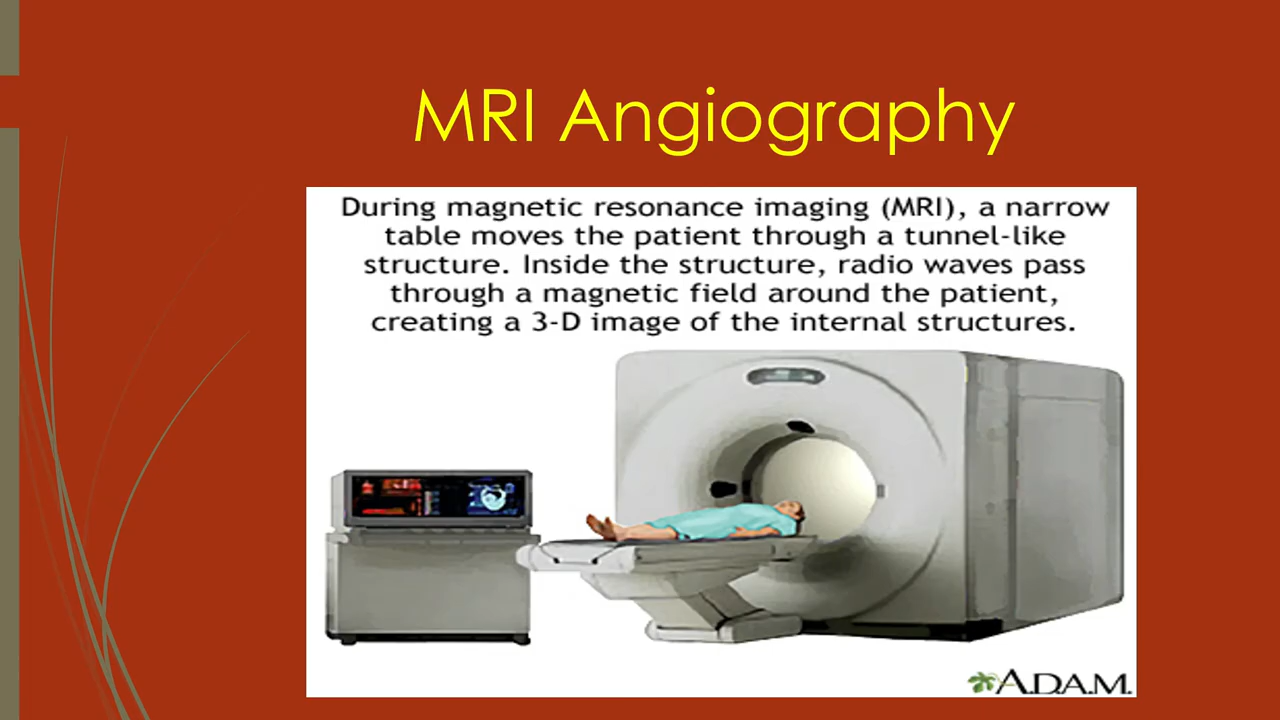 MRI Angiography
During magnetic resonance imaging (MRI), a narrow
table moves the patient through a tunnel-like
structure. Inside the structure, radio waves pass
through a magnetic field around the patient,
creating a 3-D image of the internal structures.
A.D.A.M.